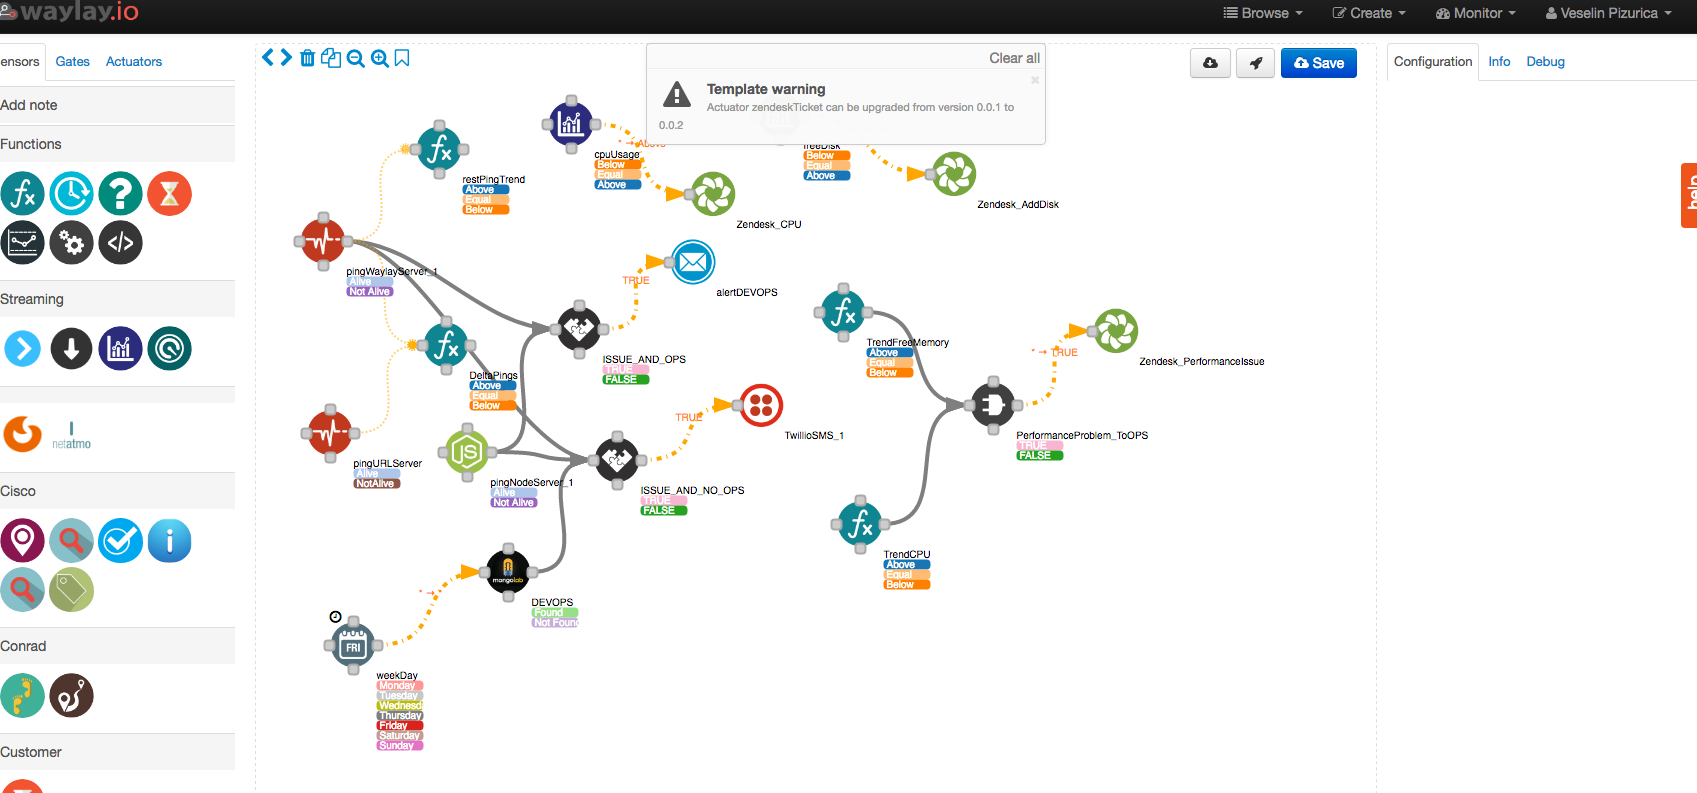 waylay.io
Browse
Create
Monitor
Veselin Pizurica
ensors
Gates
Actuators
Clear all
Template warning
Actuator zendeskTicket can be upgraded from version 0.0.1 to
0.0.2
Save
Configuration
Info
Debug
help
Add note
Functions
Streaming
netatmo
Cisco
Conrad
Customer
restPingTrend
Above
Equal
Below
cpuUsage
Below
Equal
Above
Above
freeDisk
Below
Equal
Above
Zendesk_CPU
Zendesk_AddDisk
pingWaylayServer_1
Alive
Not Alive
TRUE
alertDEVOPS
ISSUE_AND_OPS
TRUE
FALSE
DeltaPings
Above
Equal
Below
TrendFreeMemory
Above
Equal
Below
TRUE
Zendesk_PerformanceIssue
TRUE
TwillioSMS_1
PerformanceProblem_ToOPS
TRUE
FALSE
pingURLServer
Alive
NotAlive
JS
pingNodeServer_1
Alive
Not Alive
ISSUE_AND_NO_OPS
TRUE
FALSE
TrendCPU
Above
Equal
Below
mongolab
DEVOPS
Found
Not Found
FRI
weekDay
Monday
Tuesday
Wednesda
Thursday
Friday
Saturday
Sunday